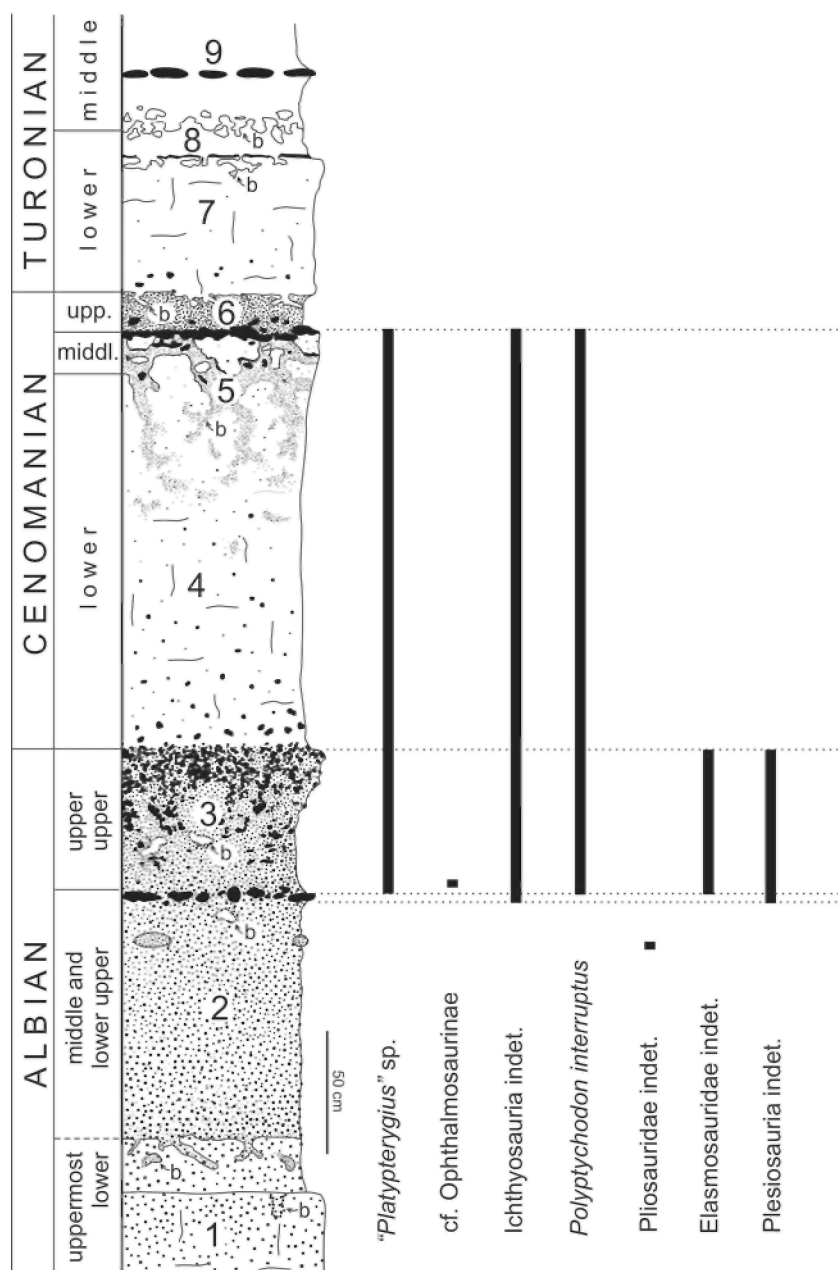 TURONIAN
middle
lower
CENOMANIAN
upp.
middl.
lower
ALBIAN
upper
upper
middle and
lower upper
uppermost
lower
9
8
b
b
7
b
6
5
b
4
3
b
b
2
50 cm
b
b
1
"Platypterygius" sp.
cf. Ophthalmosaurinae
Ichthyosauria indet.
Polyptychodon interruptus
Pliosauridae indet.
Elasmosauridae indet.
Plesiosauria indet.